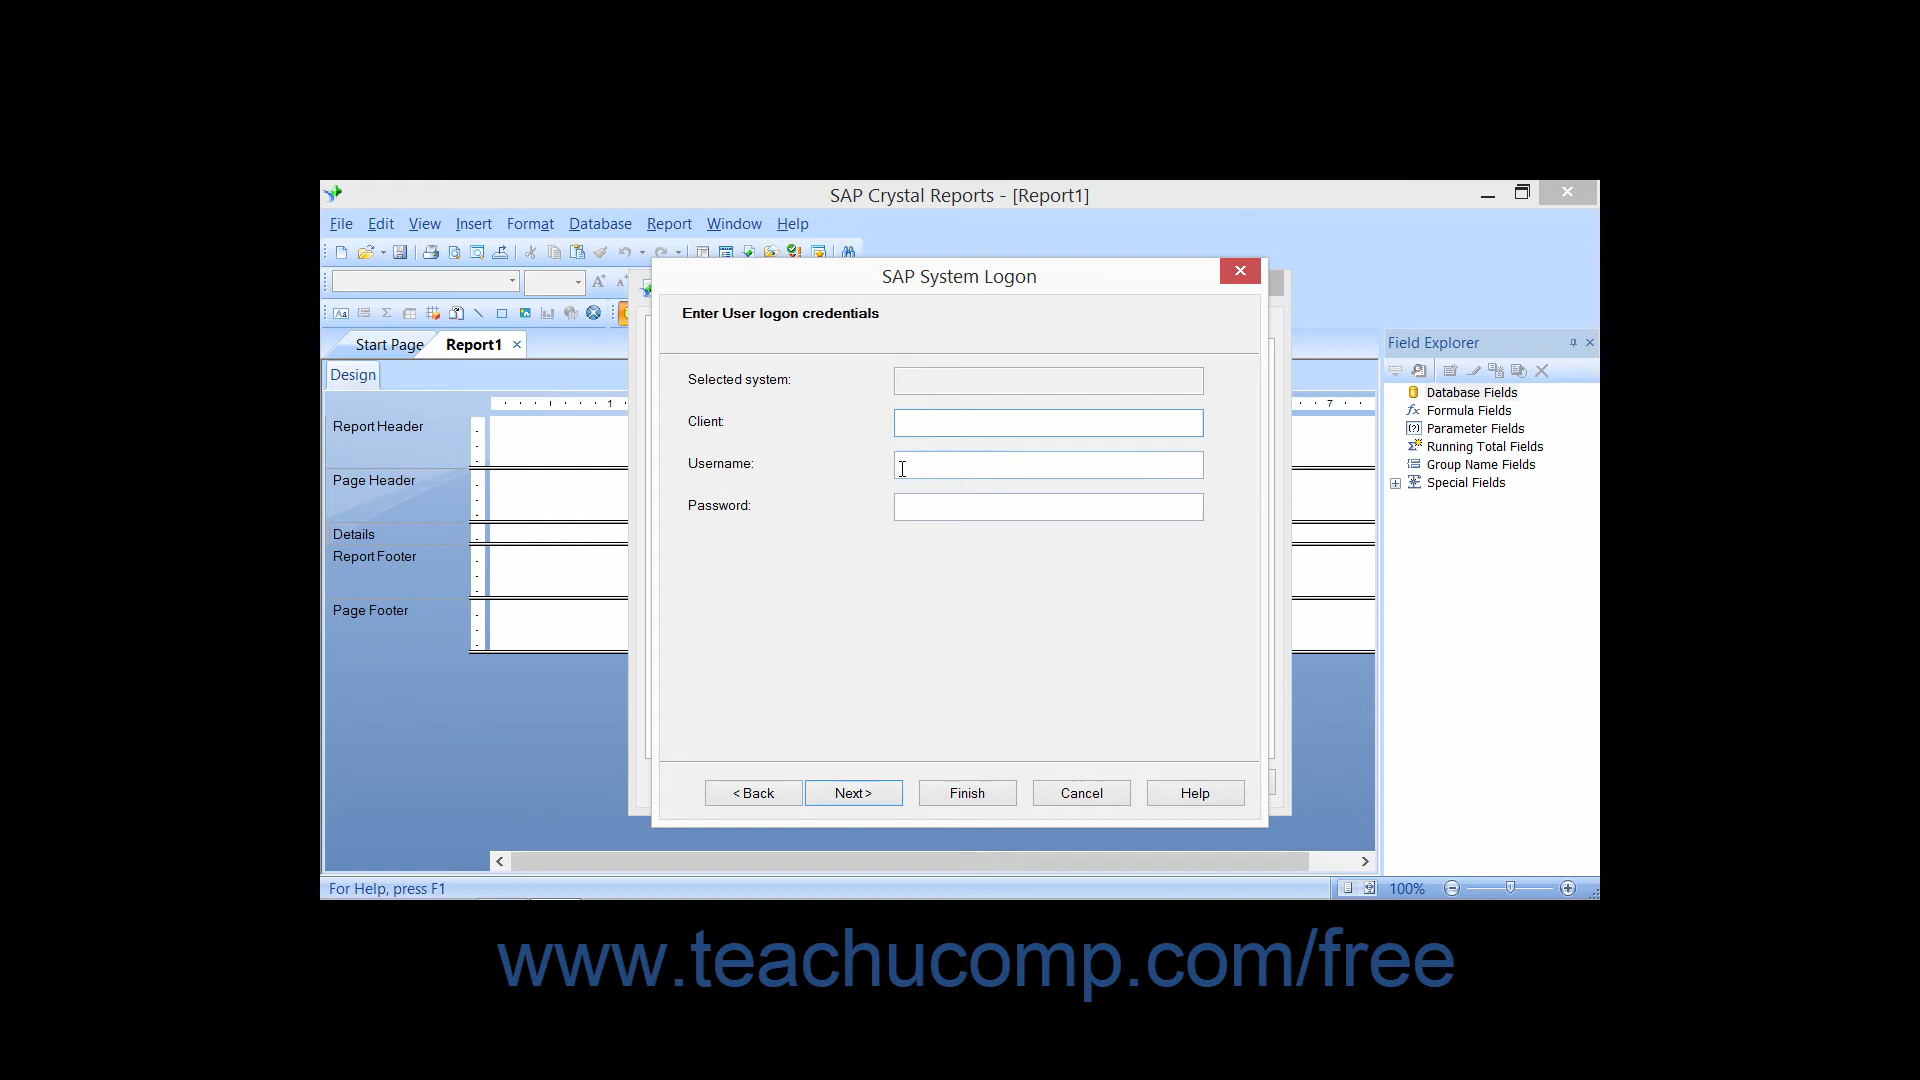 SAP Crystal Reports - [Report1]
File Edit View Insert Format Database Report Window Help
SAP System Logon
Enter User logon credentials
Start Page Report1
Field Explorer
Design
Selected system:
1
7
Database Fields
Formula Fields
Report Header
Client:
Parameter Fields
Running Total Fields
Username:
Group Name Fields
Page Header
Special Fields
Password:
Details
Report Footer
Page Footer
< Back Next > Finish Cancel Help
For Help, press F1
100%
www.teachucomp.com/free